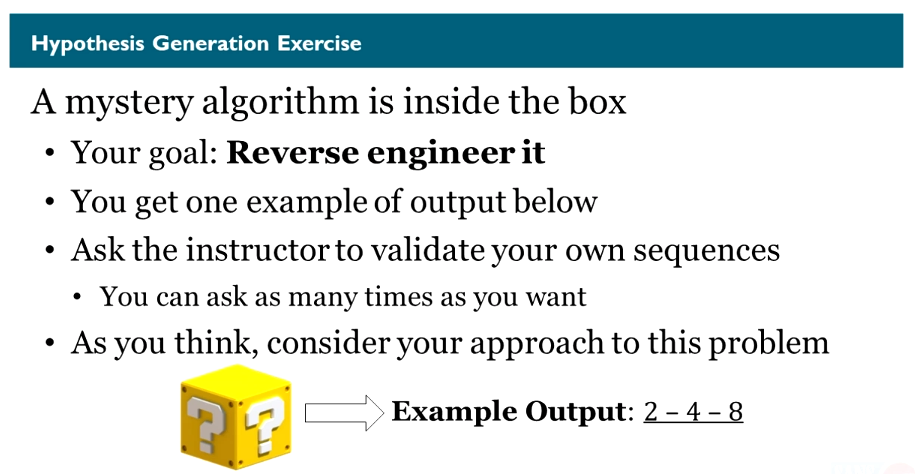 Hypothesis Generation Exercise
A mystery algorithm is inside the box
• Your goal: Reverse engineer it
• You get one example of output below
• Ask the instructor to validate your own sequences
• You can ask as many times as you want
• As you think, consider your approach to this problem
? ?
Example Output: 2 – 4 – 8